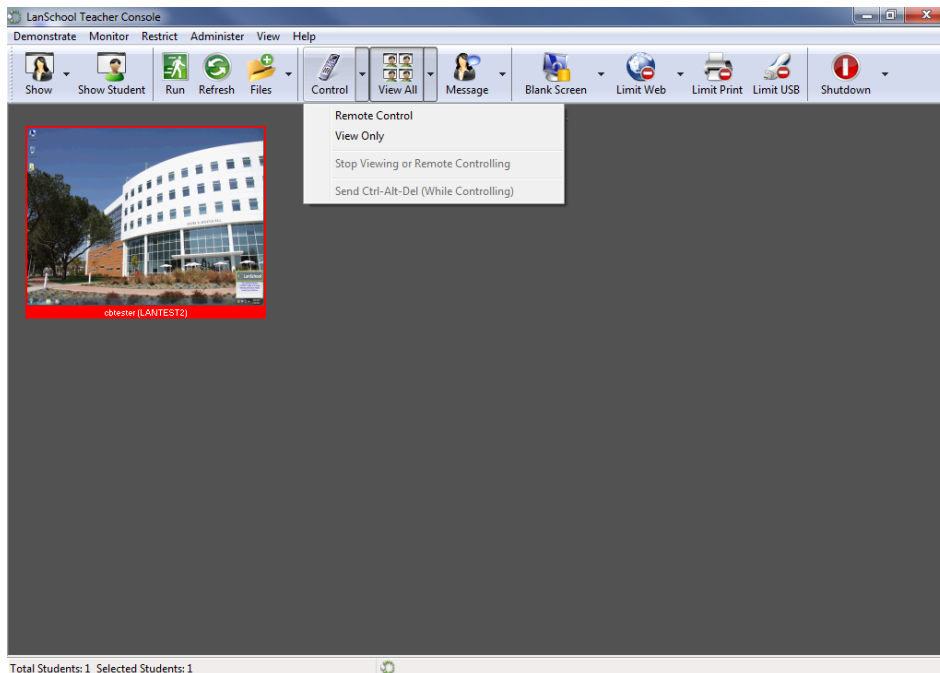 LanSchool Teacher Console
Demonstrate Monitor Restrict Administer View Help
Show Show Student Run Refresh Files Control View All Message Blank Screen Limit Web Limit Print Limit USB Shutdown
Remote Control
View Only
Stop Viewing or Remote Controlling
Send Ctrl-Alt-Del (While Controlling)
LanSchool
cbtester (LANTEST2)
Total Students: 1 Selected Students: 1